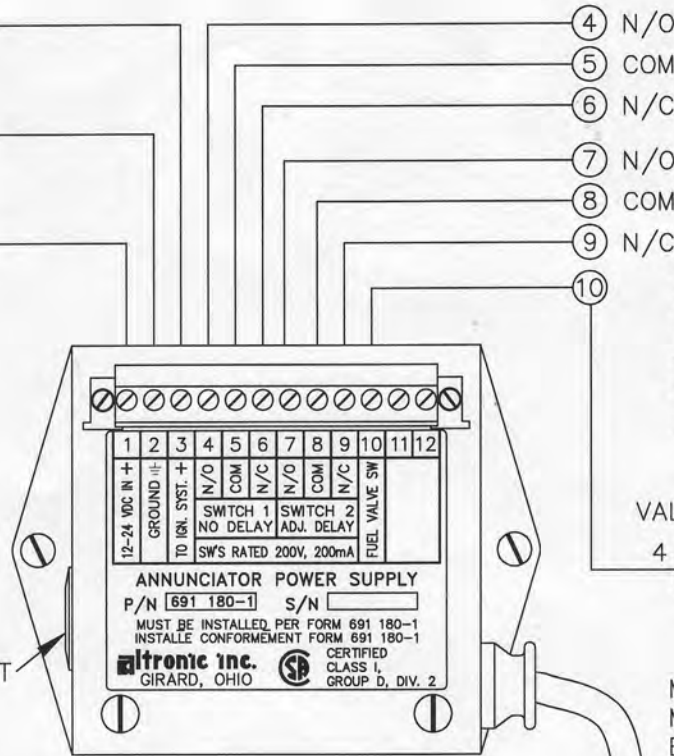 ④ N/O
⑤ COM
⑥ N/C
⑦ N/O
⑧ COM
⑨ N/C
⑩
1 2 3 4 5 6 7 8 9 10 11 12
12-24 VDC IN +
GROUND ⏚
TO IGN. SYST. +
N/O
COM
N/C
N/O
COM
N/C
FUEL VALVE SW
SWITCH 1
NO DELAY
SWITCH 2
ADJ. DELAY
SW'S RATED 200V, 200mA
ANNUNCIATOR POWER SUPPLY
P/N 691 180-1 S/N
MUST BE INSTALLED PER FORM 691 180-1
INSTALLE CONFORMEMENT FORM 691 180-1
altronic inc.
GIRARD, OHIO
SA
CERTIFIED
CLASS I,
GROUP D, DIV. 2
VAL
4
T